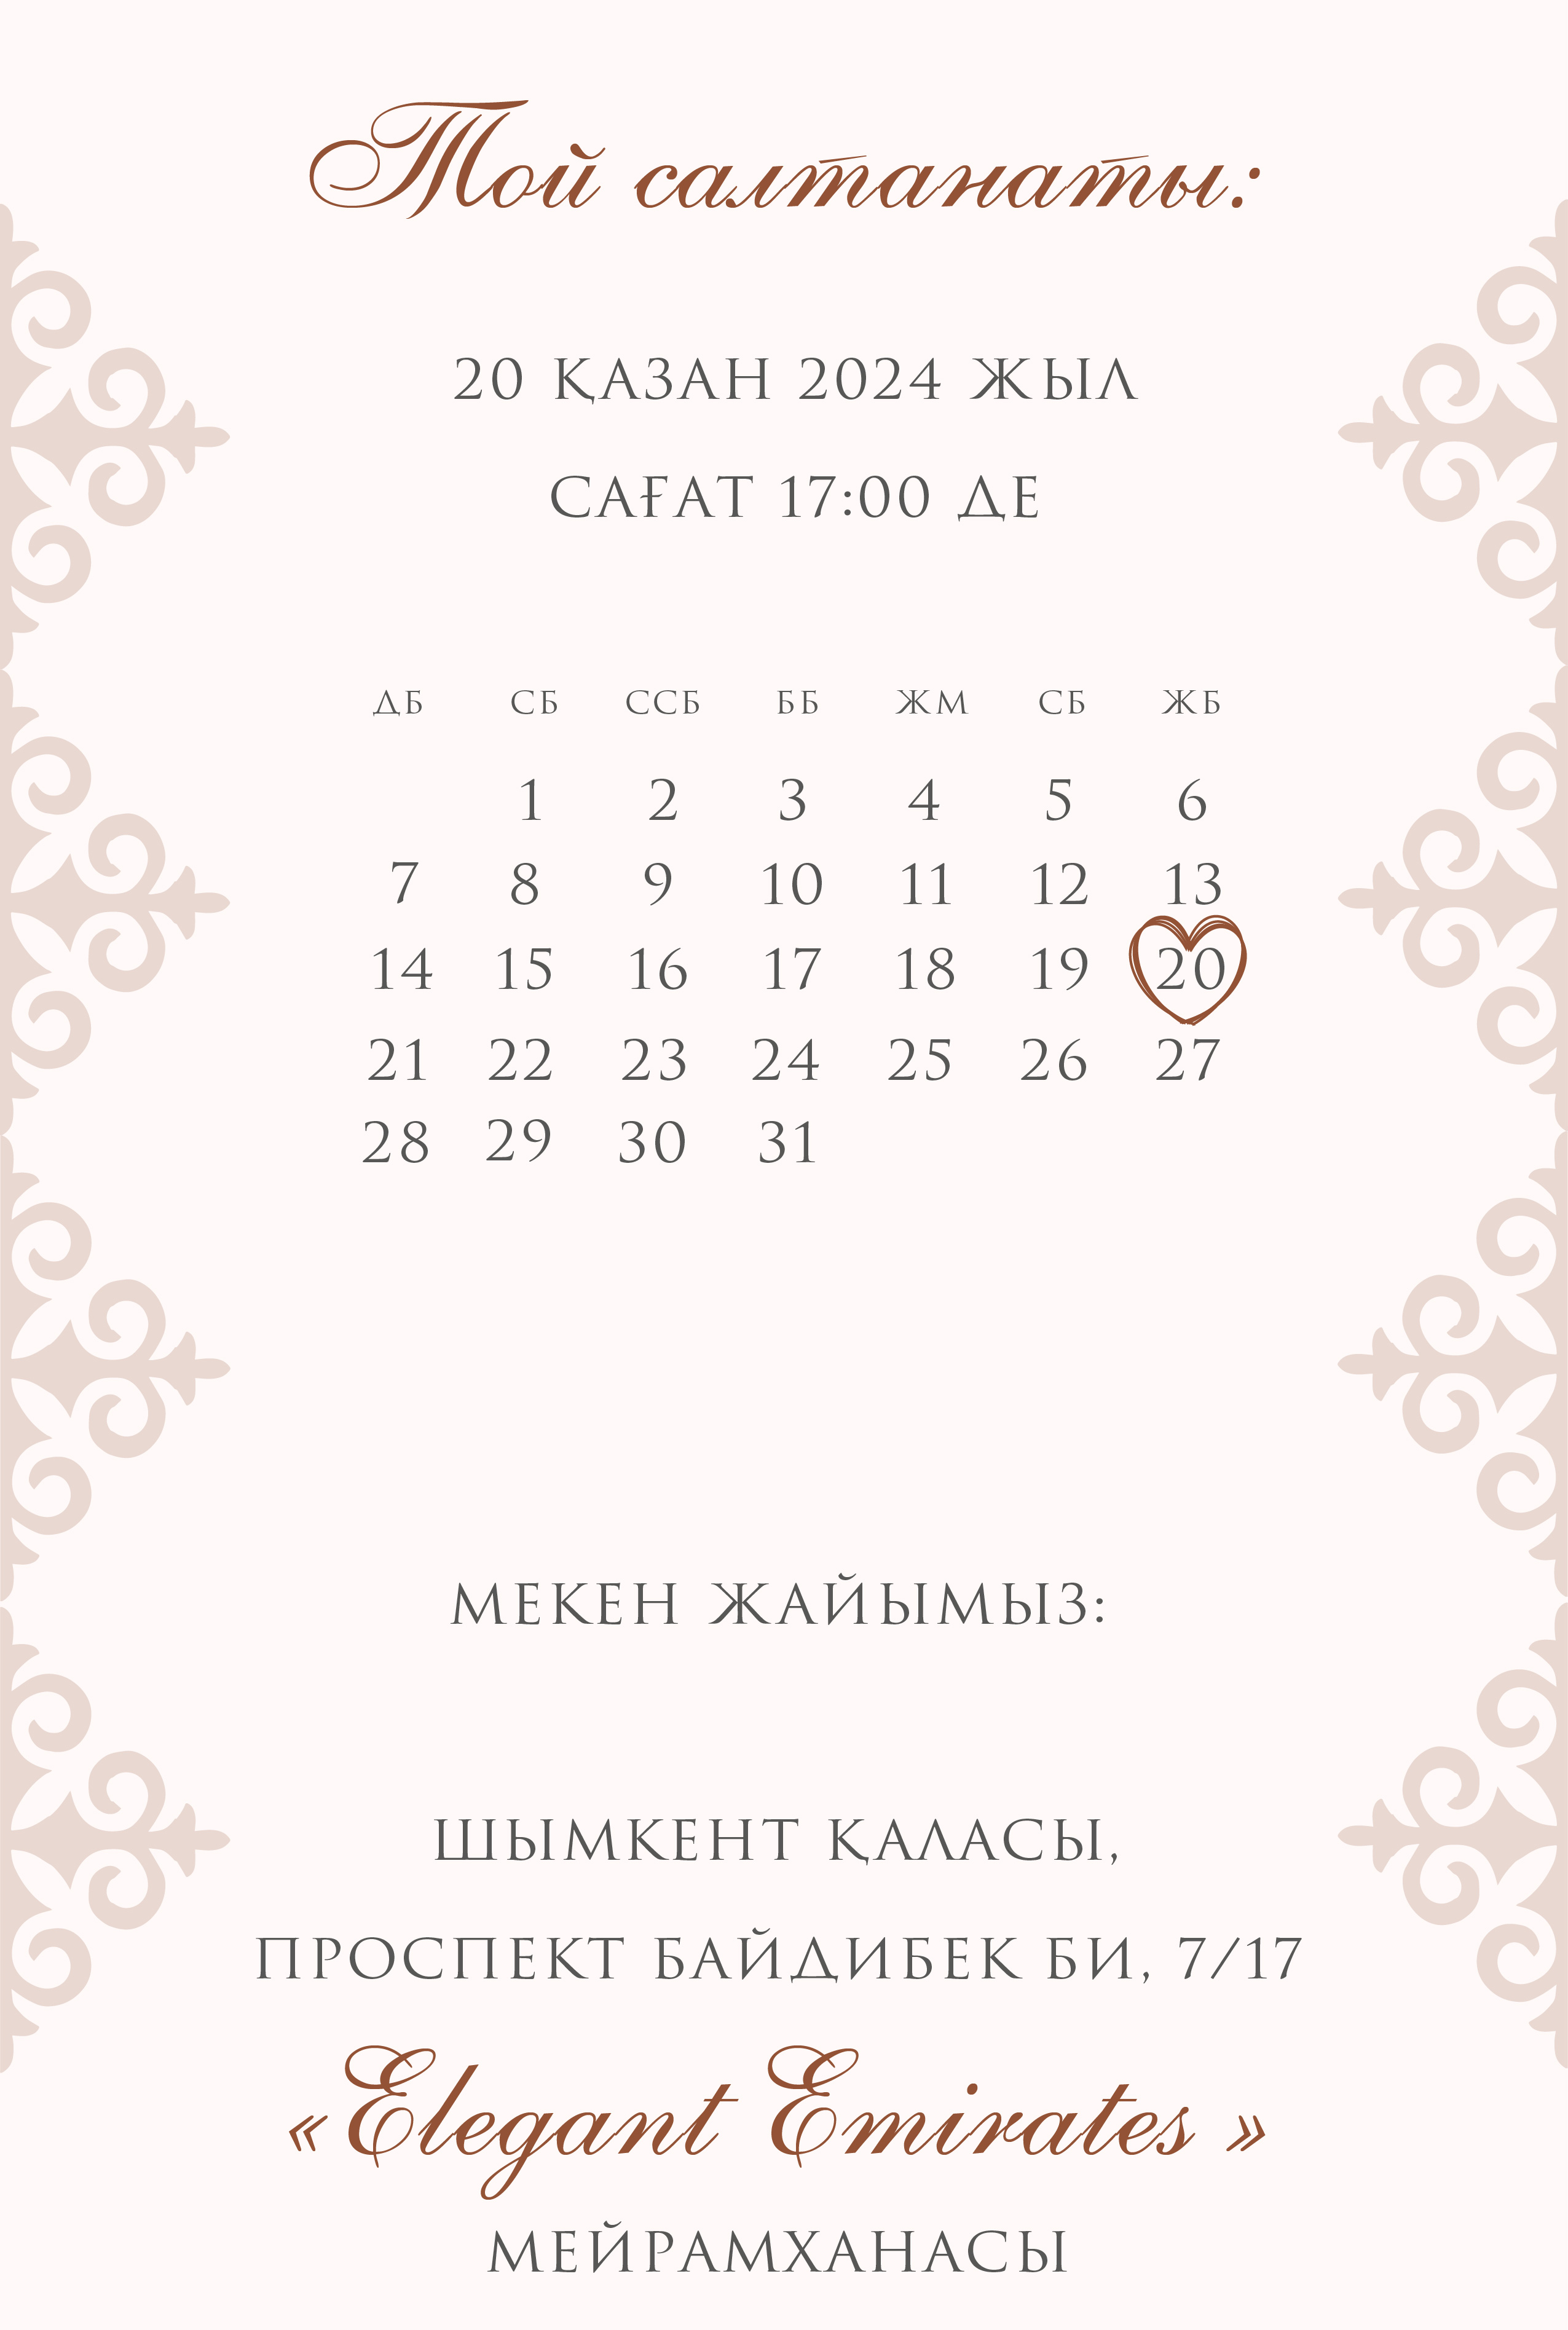 Той салтанаты:
20 ҚАЗАН 2024 ЖЫЛ
САҒАТ 17:00 ДЕ
ДБ СБ ССБ ББ ЖМ СБ ЖБ
1 2 3 4 5 6
7 8 9 10 11 12 13
14 15 16 17 18 19 20
21 22 23 24 25 26 27
28 29 30 31
МЕКЕН ЖАЙЫМЫЗ:
ШЫМКЕНТ ҚАЛАСЫ,
ПРОСПЕКТ БАЙДИБЕК БИ, 7/17
«Elegant Emirates »
МЕЙРАМХАНАСЫ